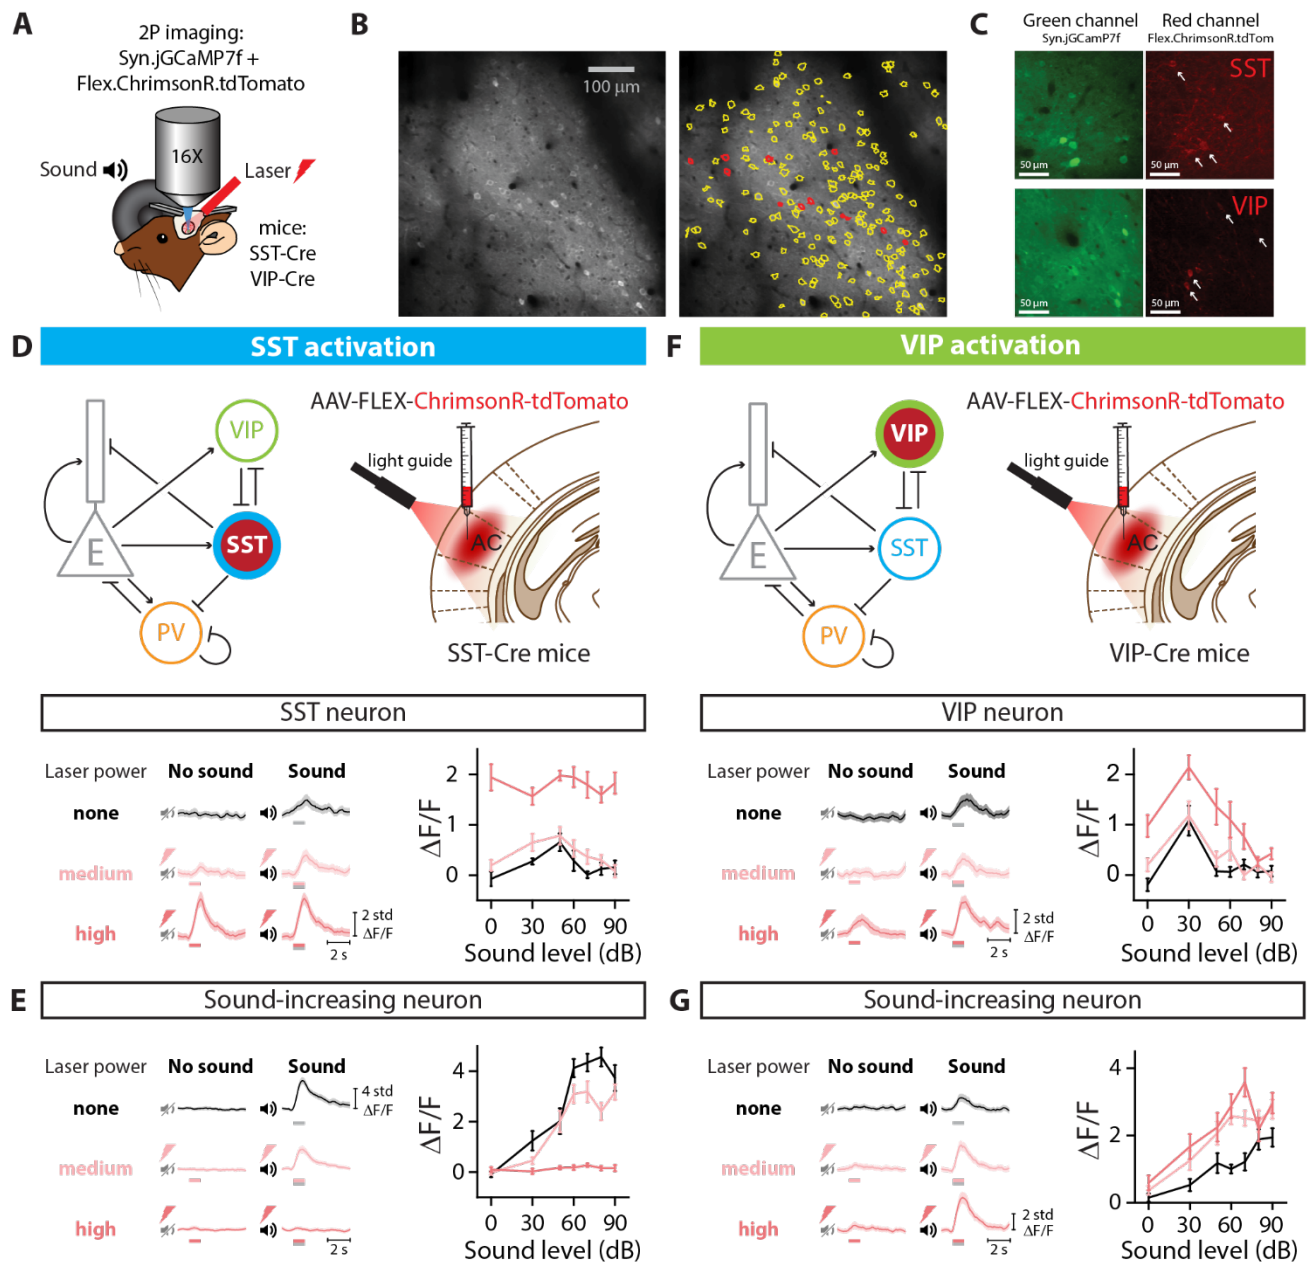 A
2P imaging:
Syn.jGCaMP7f +
Flex.ChrimsonR.tdTomato
16X
Sound
Laser
mice:
SST-Cre
VIP-Cre
B
100 µm
C
Green channel
Syn.jGCamP7f
Red channel
Flex.ChrimsonR.tdTom
SST
50 µm
50 µm
VIP
50 µm
50 µm
D
SST activation
VIP
SST
E
PV
AAV-FLEX-ChrimsonR-tdTomato
light guide
AC
SST-Cre mice
SST neuron
Laser power
No sound
Sound
none
medium
high
2 std
ΔF/F
2 s
ΔF/F
2
1
0
0 30 60 90
Sound level (dB)
E
Sound-increasing neuron
Laser power
No sound
Sound
none
4 std
ΔF/F
medium
high
2 s
ΔF/F
4
2
0
0 30 60 90
Sound level (dB)
F
VIP activation
VIP
SST
E
PV
AAV-FLEX-ChrimsonR-tdTomato
light guide
AC
VIP-Cre mice
VIP neuron
Laser power
No sound
Sound
none
medium
high
2 std
ΔF/F
2 s
ΔF/F
2
1
0
0 30 60 90
Sound level (dB)
G
Sound-increasing neuron
Laser power
No sound
Sound
none
medium
high
2 std
ΔF/F
2 s
ΔF/F
4
2
0
0 30 60 90
Sound level (dB)